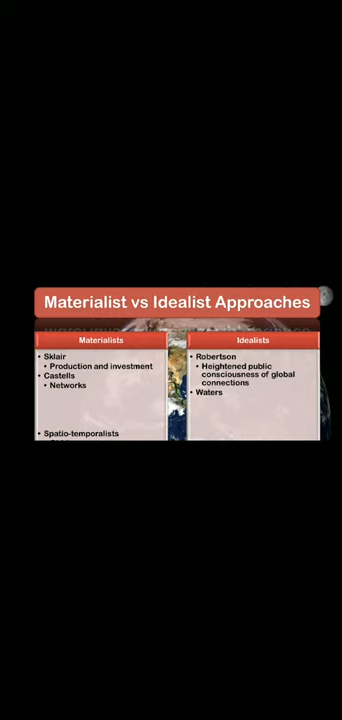 Materialist vs Idealist Approaches
Materialists
• Sklair
• Production and investment
• Castells
• Networks
• Spatio-temporalists
Idealists
• Robertson
• Heightened public
consciousness of global
connections
• Waters